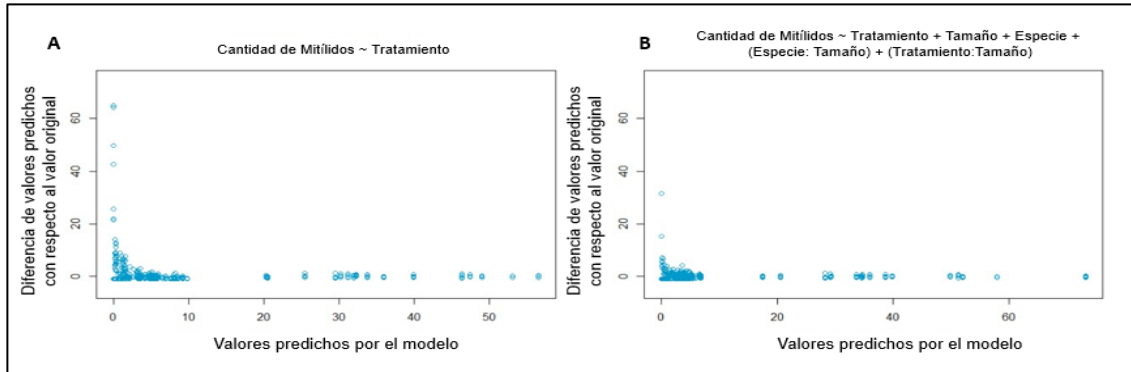 A
Cantidad de Mitílidos ~ Tratamiento
Diferencia de valores predichos
con respecto al valor original
60
40
20
0
0 10 20 30 40 50
Valores predichos por el modelo
B
Cantidad de Mitílidos ~ Tratamiento + Tamaño + Especie +
(Especie: Tamaño) + (Tratamiento:Tamaño)
Diferencia de valores predichos
con respecto al valor original
60
40
20
0
0 20 40 60
Valores predichos por el modelo